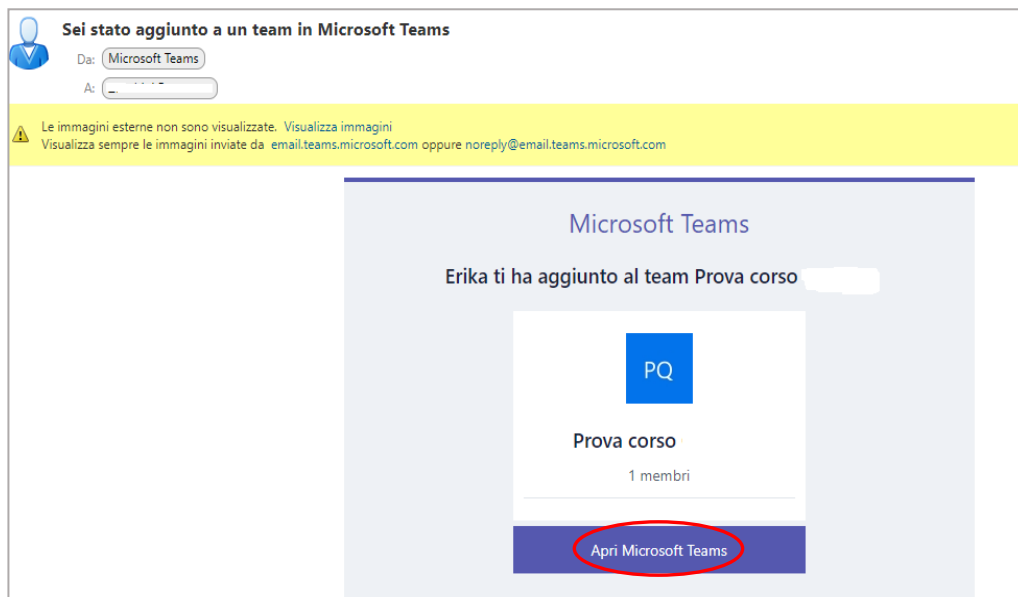 Sei stato aggiunto a un team in Microsoft Teams
Da: Microsoft Teams
A:
Le immagini esterne non sono visualizzate. Visualizza immagini
Visualizza sempre le immagini inviate da email.teams.microsoft.com oppure noreply@email.teams.microsoft.com
Microsoft Teams
Erika ti ha aggiunto al team Prova corso
PQ
Prova corso
1 membri
Apri Microsoft Teams